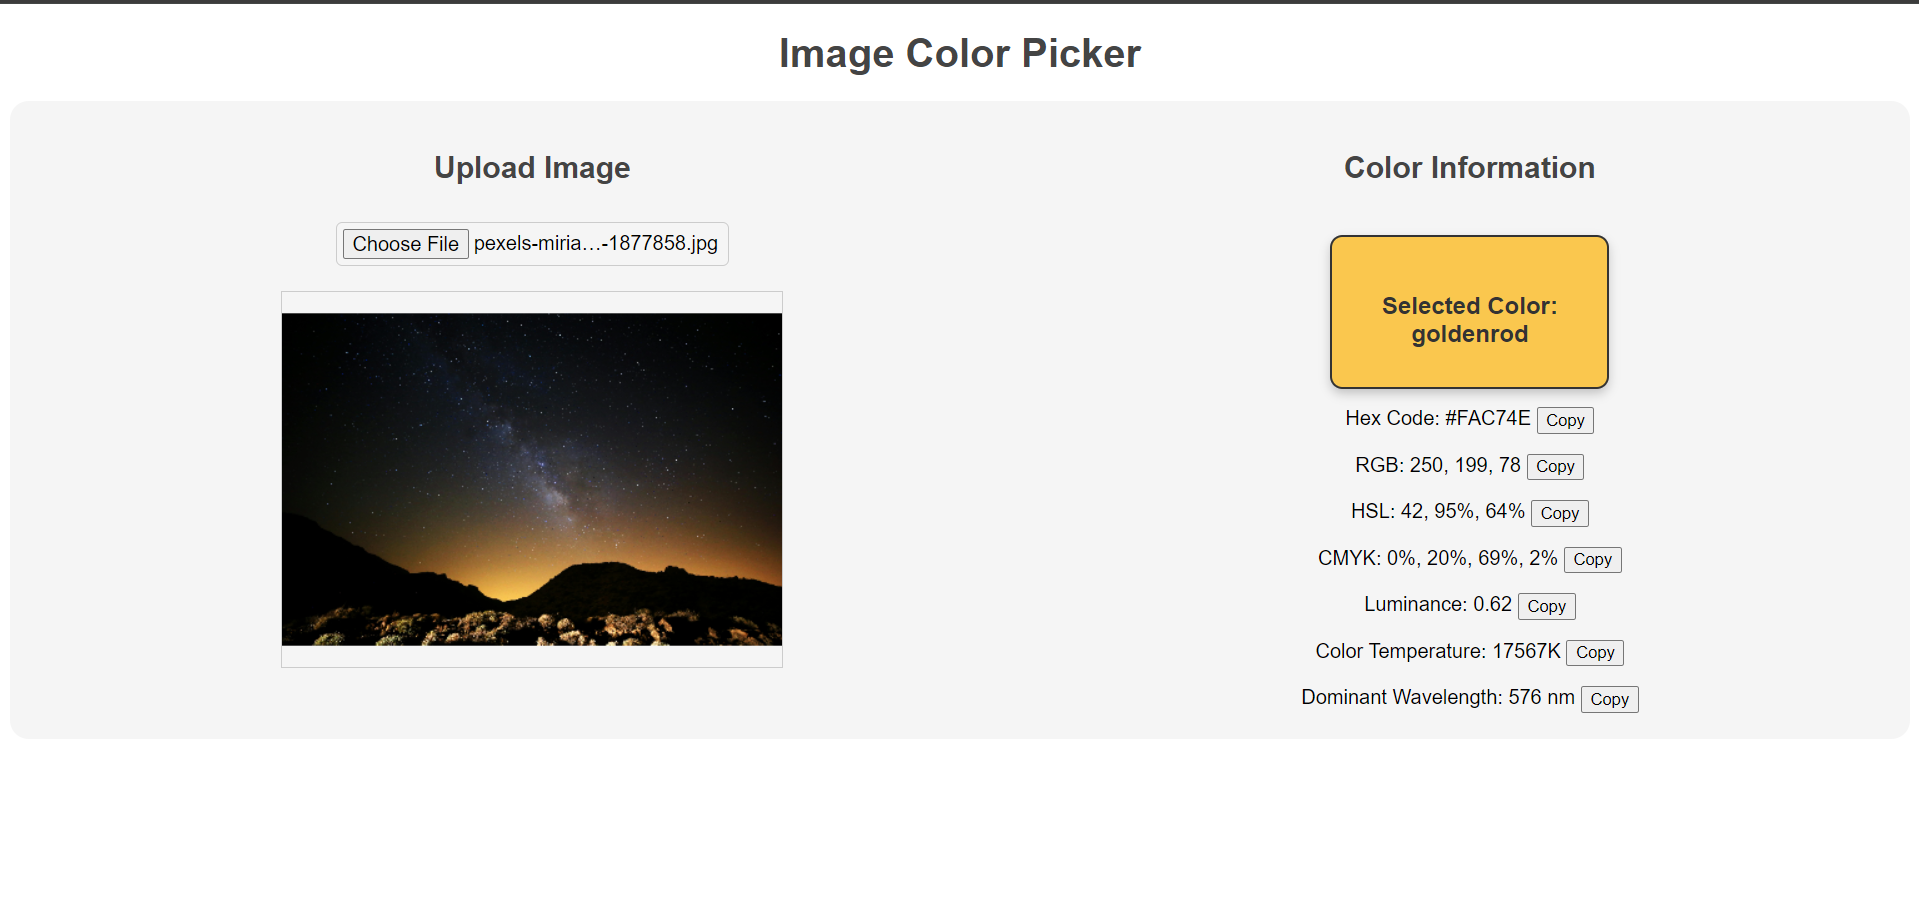 Image Color Picker
Upload Image
Choose File pexels-miria…-1877858.jpg
Color Information
Selected Color:
goldenrod
Hex Code: #FAC74E Copy
RGB: 250, 199, 78 Copy
HSL: 42, 95%, 64% Copy
CMYK: 0%, 20%, 69%, 2% Copy
Luminance: 0.62 Copy
Color Temperature: 17567K Copy
Dominant Wavelength: 576 nm Copy